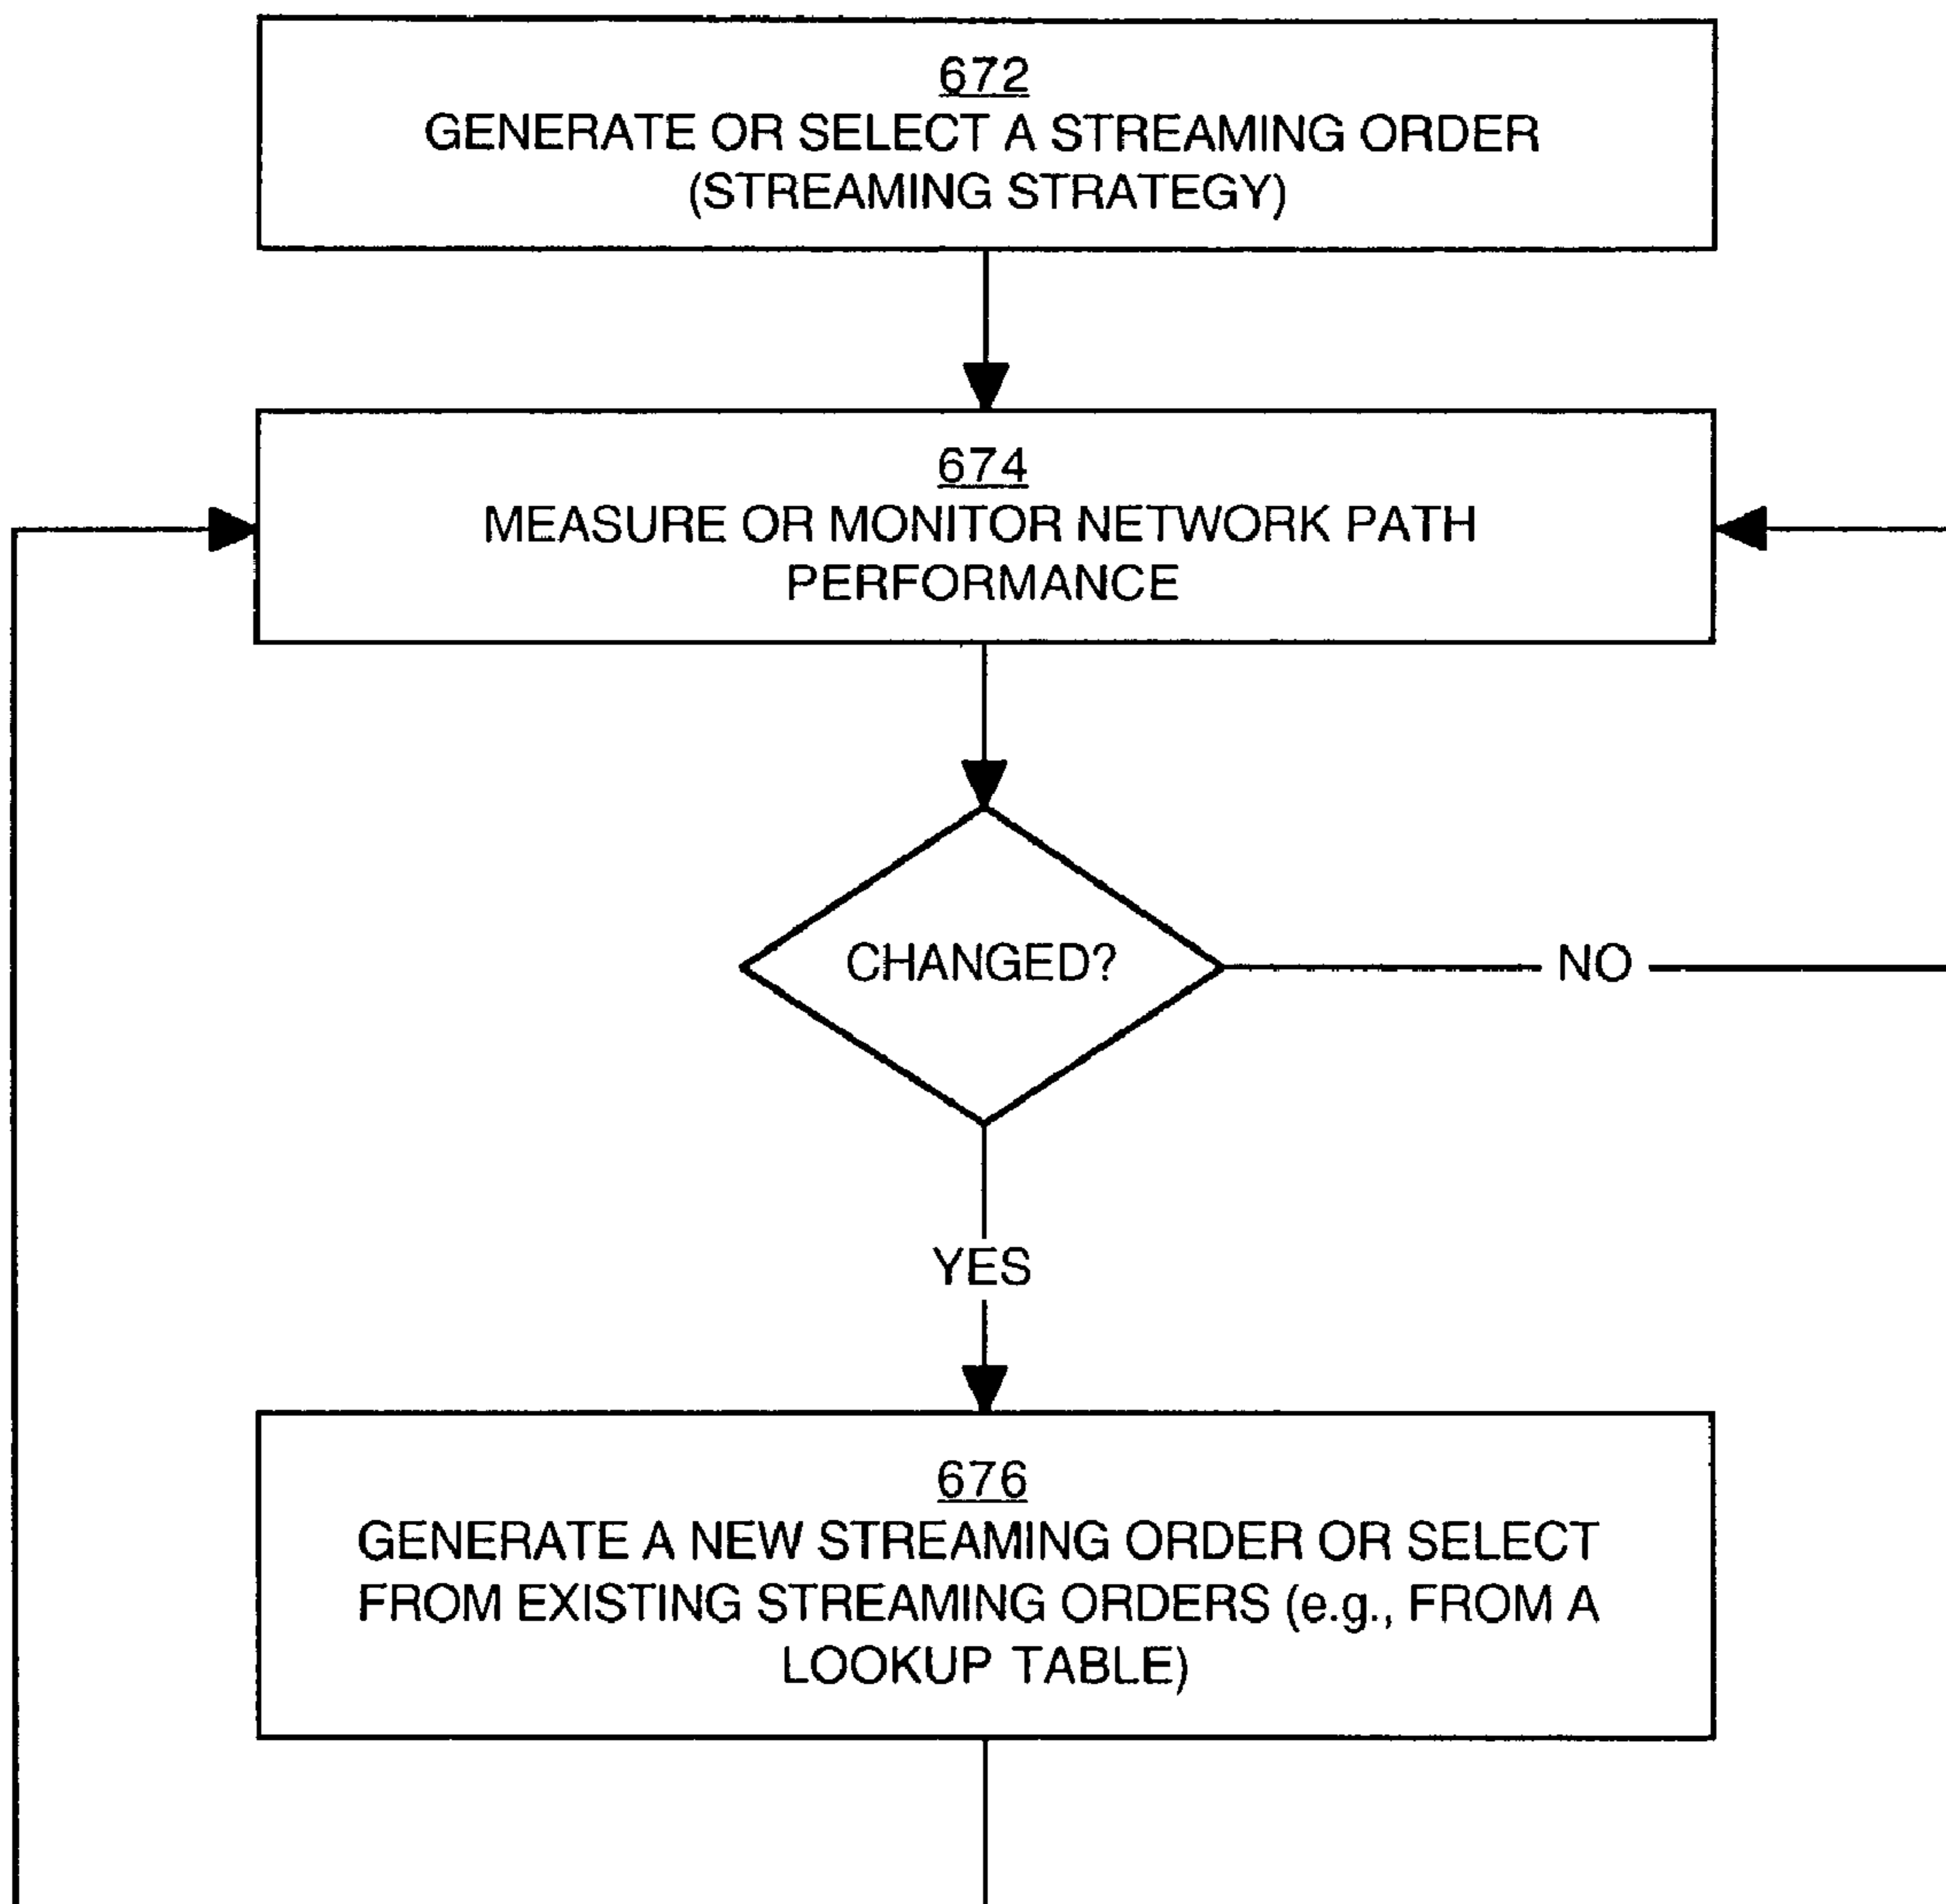 672
GENERATE OR SELECT A STREAMING ORDER
(STREAMING STRATEGY)
674
MEASURE OR MONITOR NETWORK PATH
PERFORMANCE
CHANGED?
NO
YES
676
GENERATE A NEW STREAMING ORDER OR SELECT
FROM EXISTING STREAMING ORDERS (e.g., FROM A
LOOKUP TABLE)